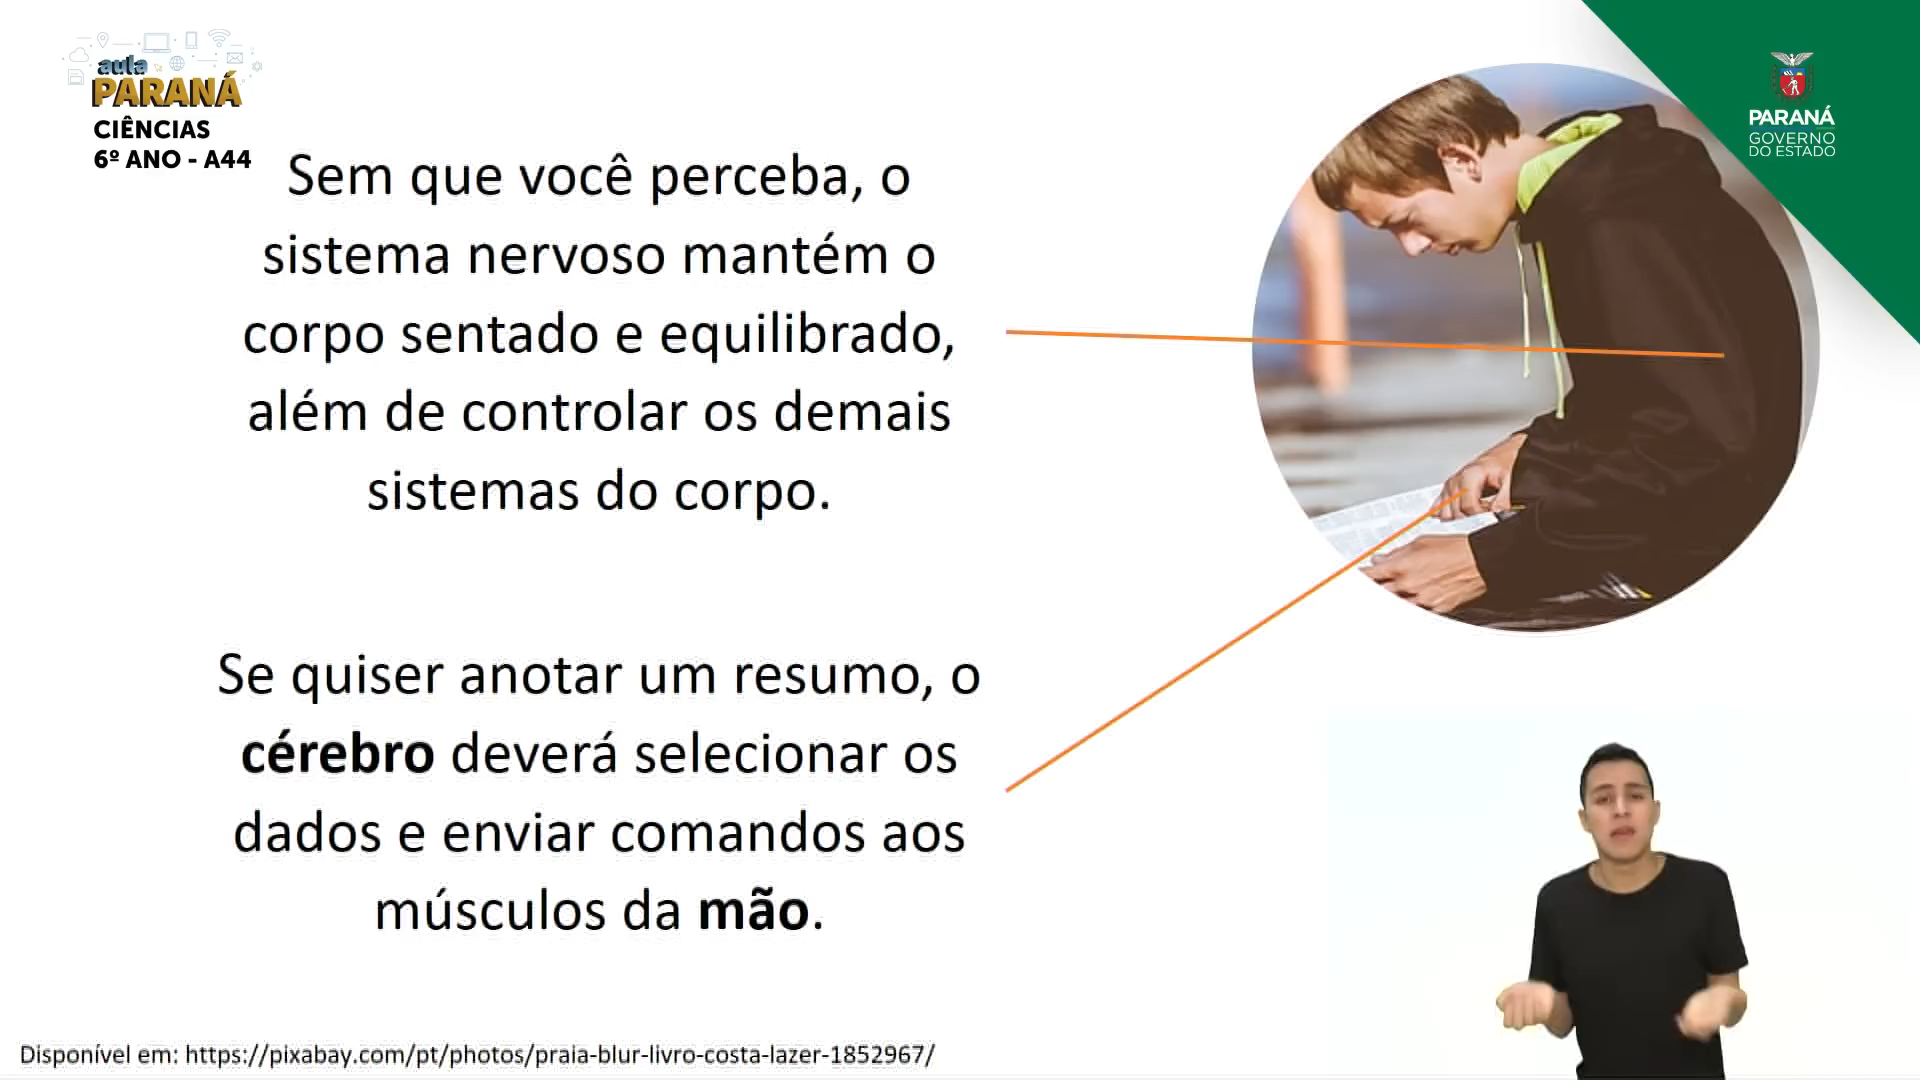 aula
PARANÁ
CIÊNCIAS
6º ANO - A44
PARANÁ
GOVERNO
DO ESTADO
Sem que você perceba, o
sistema nervoso mantém o
corpo sentado e equilibrado,
além de controlar os demais
sistemas do corpo.
Se quiser anotar um resumo, o
cérebro deverá selecionar os
dados e enviar comandos aos
músculos da mão.
Disponível em: https://pixabay.com/pt/photos/praia-blur-livro-costa-lazer-1852967/